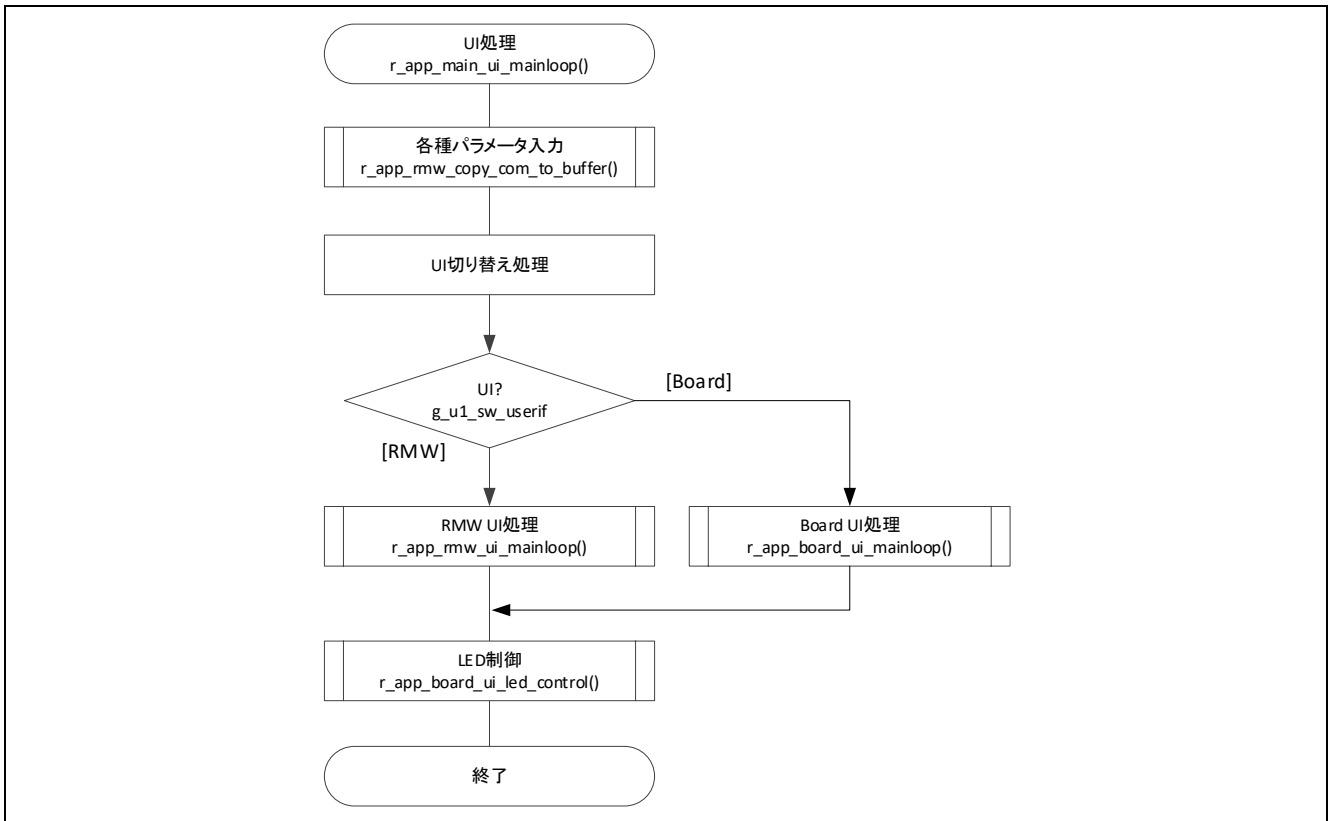 UI処理
r_app_main_ui_mainloop()
各種パラメータ入力
r_app_rmw_copy_com_to_buffer()
UI切り替え処理
UI?
g_u1_sw_userif
[Board]
[RMW]
RMW UI処理
r_app_rmw_ui_mainloop()
Board UI処理
r_app_board_ui_mainloop()
LED制御
r_app_board_ui_led_control()
終了